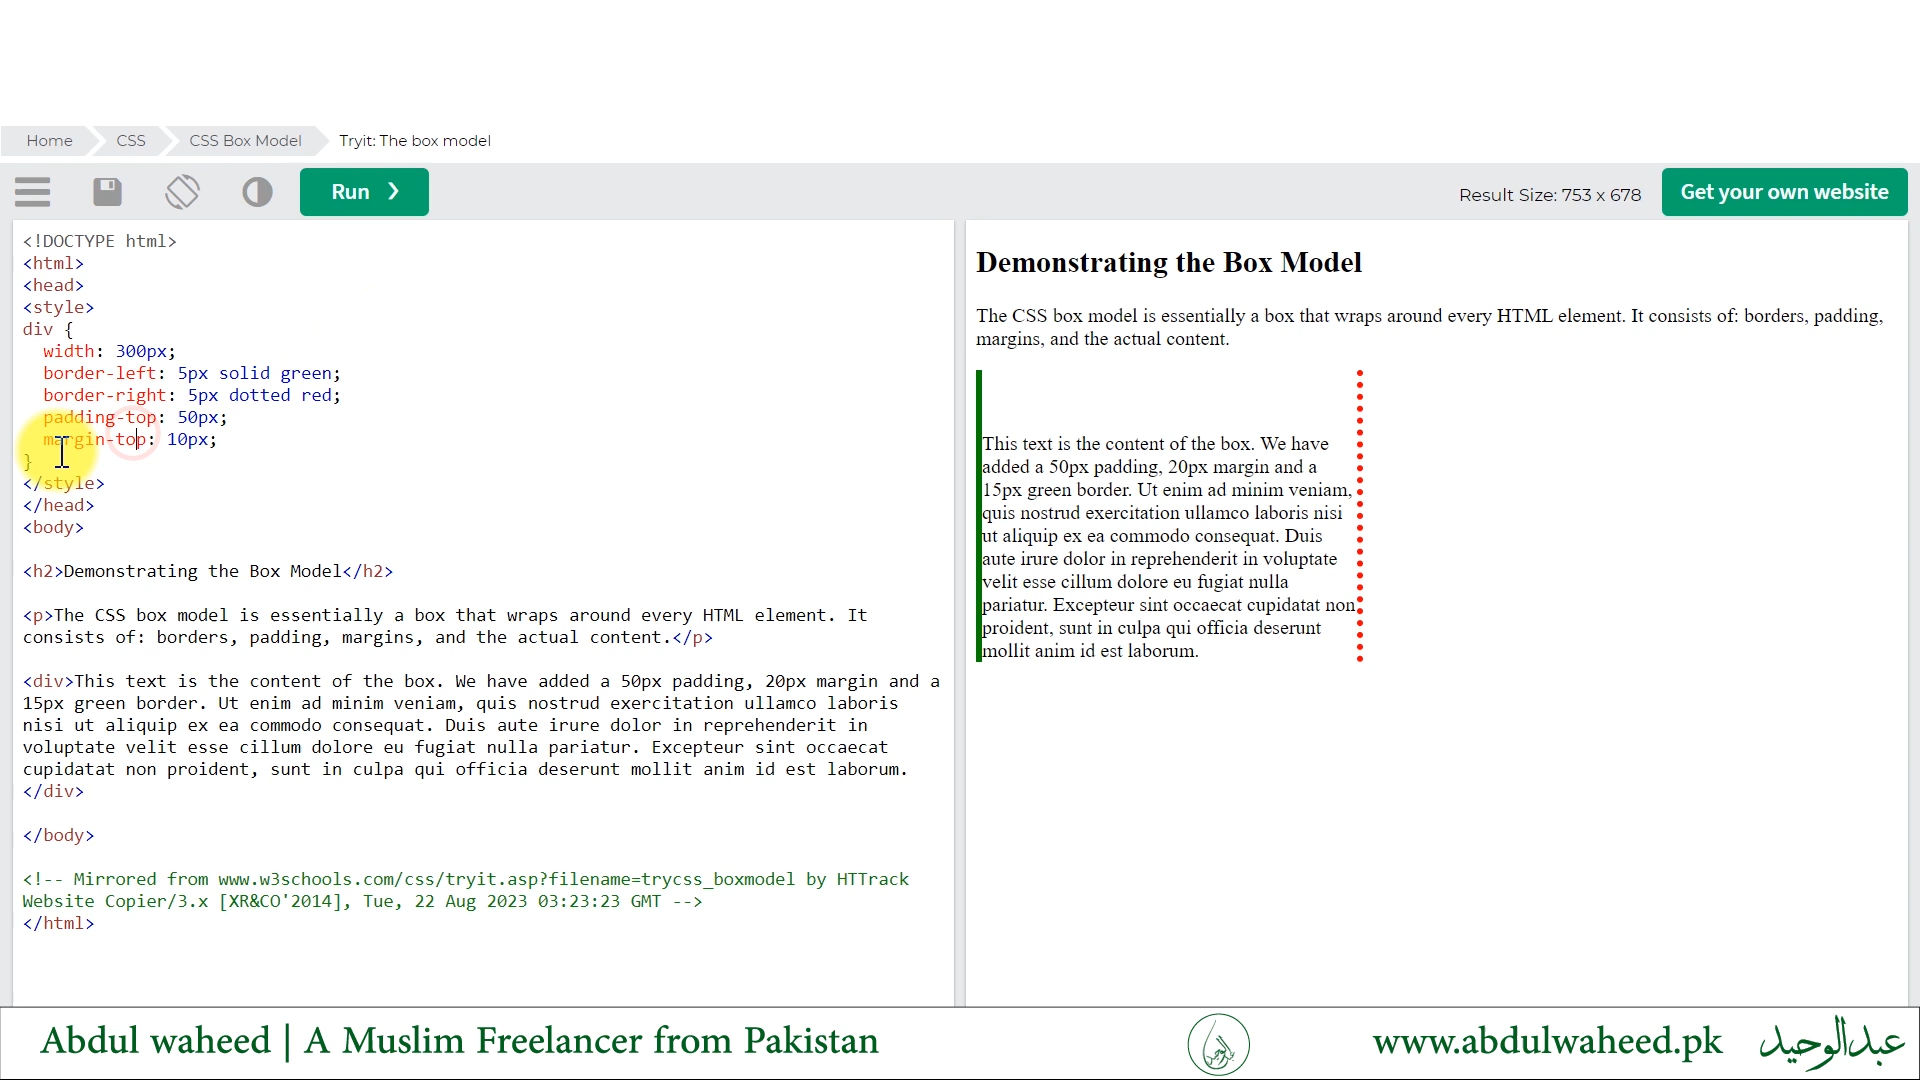 Home
CSS
CSS Box Model
Tryit: The box model
Run ❯
Result Size: 753 x 678
Get your own website
<!DOCTYPE html>
<html>
<head>
<style>
div {
  width: 300px;
  border-left: 5px solid green;
  border-right: 5px dotted red;
  padding-top: 50px;
  margin-top: 10px;
}
</style>
</head>
<body>
<h2>Demonstrating the Box Model</h2>
<p>The CSS box model is essentially a box that wraps around every HTML element. It
consists of: borders, padding, margins, and the actual content.</p>
<div>This text is the content of the box. We have added a 50px padding, 20px margin and a
15px green border. Ut enim ad minim veniam, quis nostrud exercitation ullamco laboris
nisi ut aliquip ex ea commodo consequat. Duis aute irure dolor in reprehenderit in
voluptate velit esse cillum dolore eu fugiat nulla pariatur. Excepteur sint occaecat
cupidatat non proident, sunt in culpa qui officia deserunt mollit anim id est laborum.
</div>
</body>
<!-- Mirrored from www.w3schools.com/css/tryit.asp?filename=trycss_boxmodel by HTTrack
Website Copier/3.x [XR&CO'2014], Tue, 22 Aug 2023 03:23:23 GMT -->
</html>
Demonstrating the Box Model
The CSS box model is essentially a box that wraps around every HTML element. It consists of: borders, padding,
margins, and the actual content.
This text is the content of the box. We have
added a 50px padding, 20px margin and a
15px green border. Ut enim ad minim veniam,
quis nostrud exercitation ullamco laboris nisi
ut aliquip ex ea commodo consequat. Duis
aute irure dolor in reprehenderit in voluptate
velit esse cillum dolore eu fugiat nulla
pariatur. Excepteur sint occaecat cupidatat non
proident, sunt in culpa qui officia deserunt
mollit anim id est laborum.
Abdul waheed | A Muslim Freelancer from Pakistan
www.abdulwaheed.pk
عبدالوحید